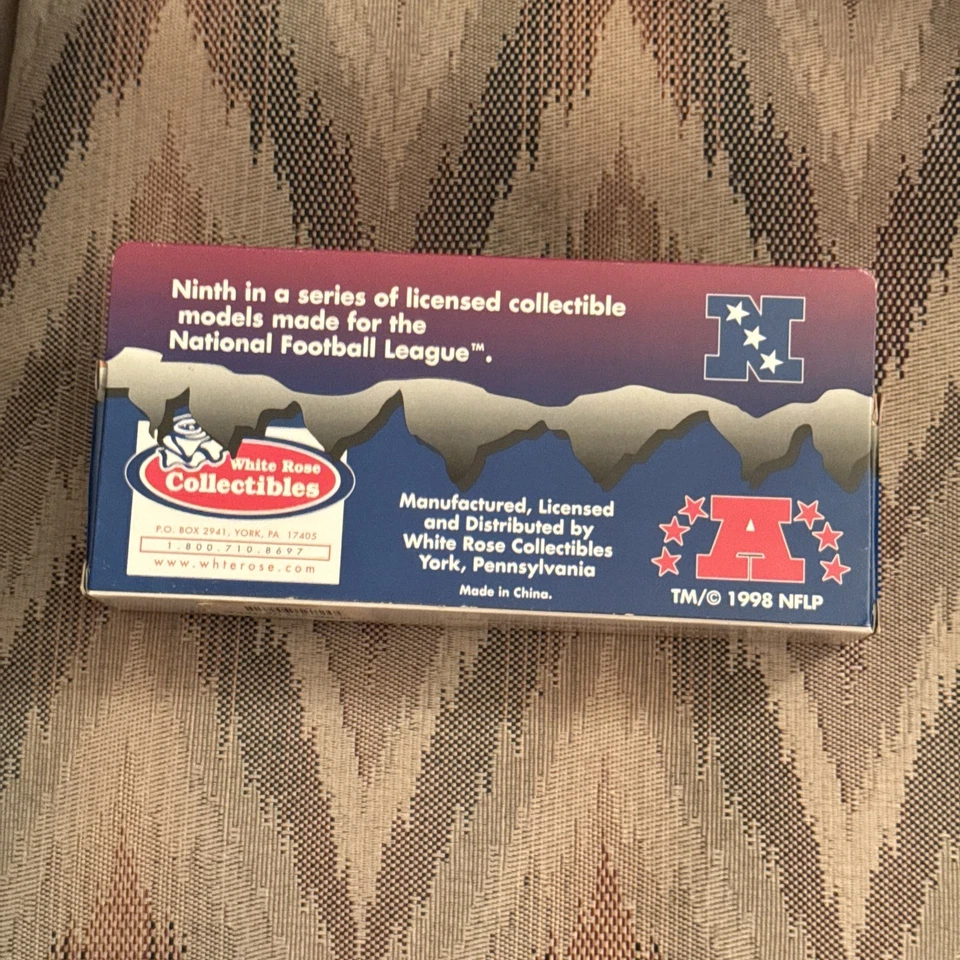 Ninth in a series of licensed collectible
models made for the
National Football League™.
N
White Rose
Collectibles
P.O. BOX 2941, YORK, PA 17405
1.800.710.8697
www.whterose.com
Manufactured, Licensed
and Distributed by
White Rose Collectibles
York, Pennsylvania
Made in China.
A
TM/© 1998 NFLP